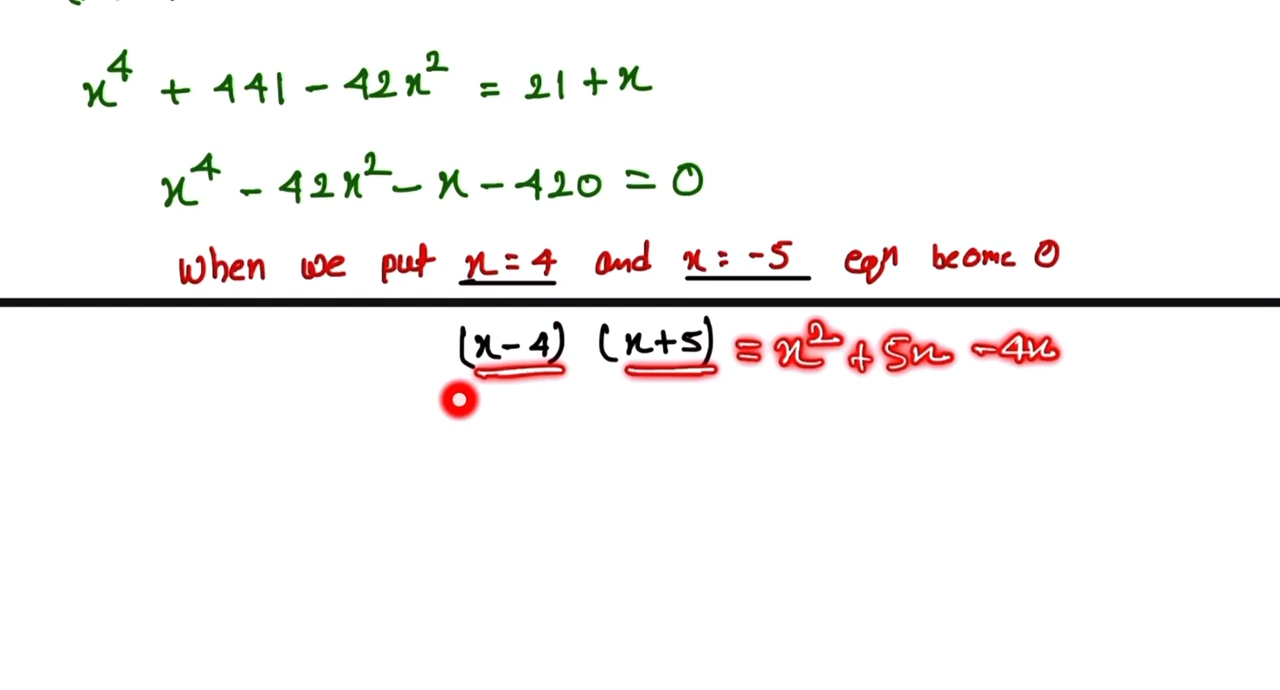 x⁴ + 441 - 42x² = 21 + x
x⁴ - 42x² - x - 420 = 0
when we put x = 4 and x = -5 eqn beome 0
(x-4) (x+5) = x² + 5x - 4x